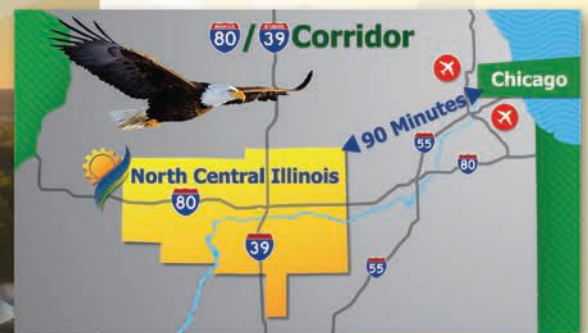 80 / 39 Corridor
Chicago
90 Minutes
55
80
North Central Illinois
80
39
55